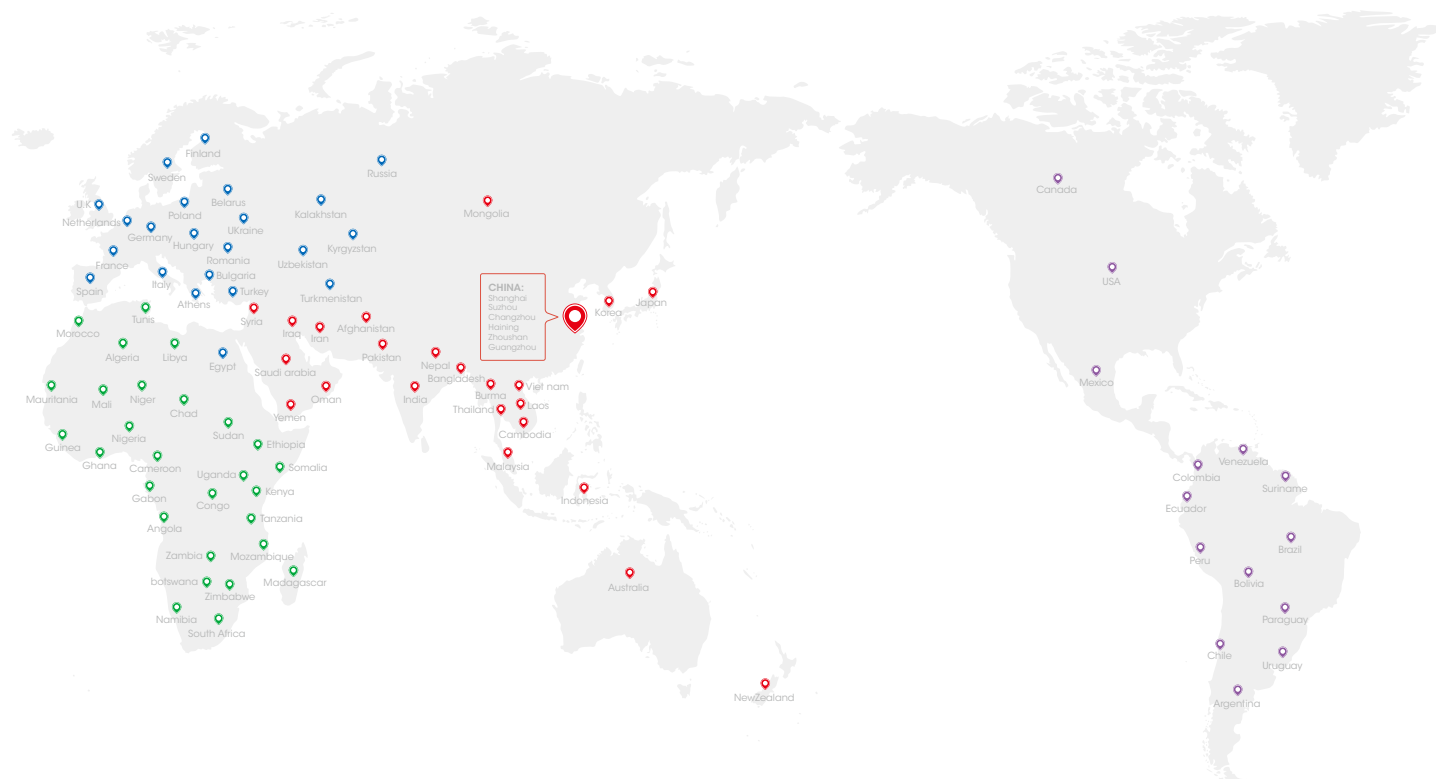 Finland
Sweden
Russia
U.K
Belarus
Poland
Kalakhstan
Mongolia
Canada
Netherlands
UKraine
Germany
Hungary
Kyrgyzstan
Romania
France
Uzbekistan
USA
Bulgaria
Italy
Spain
Turkey
Turkmenistan
Athens
CHINA:
Shanghai
Suzhou
Changzhou
Haining
Zhoushan
Guangzhou
Korea
Japan
Tunis
Syria
Morocco
Iraq
Iran
Afghanistan
Algeria
Libya
Egypt
Pakistan
Nepal
Saudi arabia
Bangladesh
Mexico
Mauritania
Mali
Niger
Chad
Oman
India
Burma
Viet nam
Yemen
Thailand
Laos
Sudan
Nigeria
Cambodia
Guinea
Ethiopia
Ghana
Cameroon
Somalia
Malaysia
Venezuela
Uganda
Colombia
Gabon
Kenya
Congo
Indonesia
Suriname
Ecuador
Angola
Tanzania
Zambia
Mozambique
Brazil
Peru
botswana
Madagascar
Australia
Bolivia
Zimbabwe
Namibia
Paraguay
South Africa
Chile
Uruguay
NewZealand
Argentina